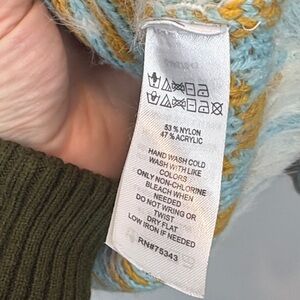 53 % NYLON
47 % ACRYLIC
HAND WASH COLD
WASH WITH LIKE
COLORS
ONLY NON-CHLORINE
BLEACH WHEN
NEEDED
DO NOT WRING OR
TWIST
DRY FLAT
LOW IRON IF NEEDED
RN#75343